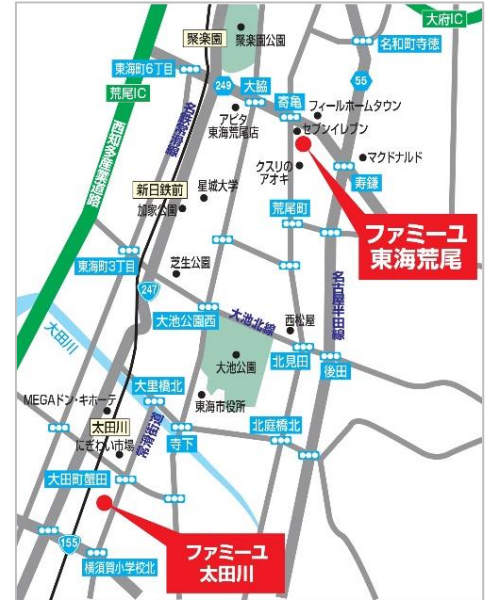 大府IC
聚楽園
聚楽園公園
名和町寺徳
東海町6丁目
249
大脇
55
荒尾IC
寄亀
フィールホームタウン
アピタ
東海荒尾店
セブンイレブン
マクドナルド
名鉄常滑線
クスリの
アオキ
寿鎌
西知多産業道路
新日鉄前
星城大学
加家公園
荒尾町
ファミーユ
東海荒尾
東海町3丁目
芝生公園
247
名古屋半田線
大池公園西
大池北線
西松屋
大田川
大池公園
北見田
後田
大里橋北
MEGAドン・キホーテ
東海市役所
太田川
常滑街道
寺下
北庭橋北
にぎわい市場
大田町蟹田
155
横須賀小学校北
ファミーユ
太田川